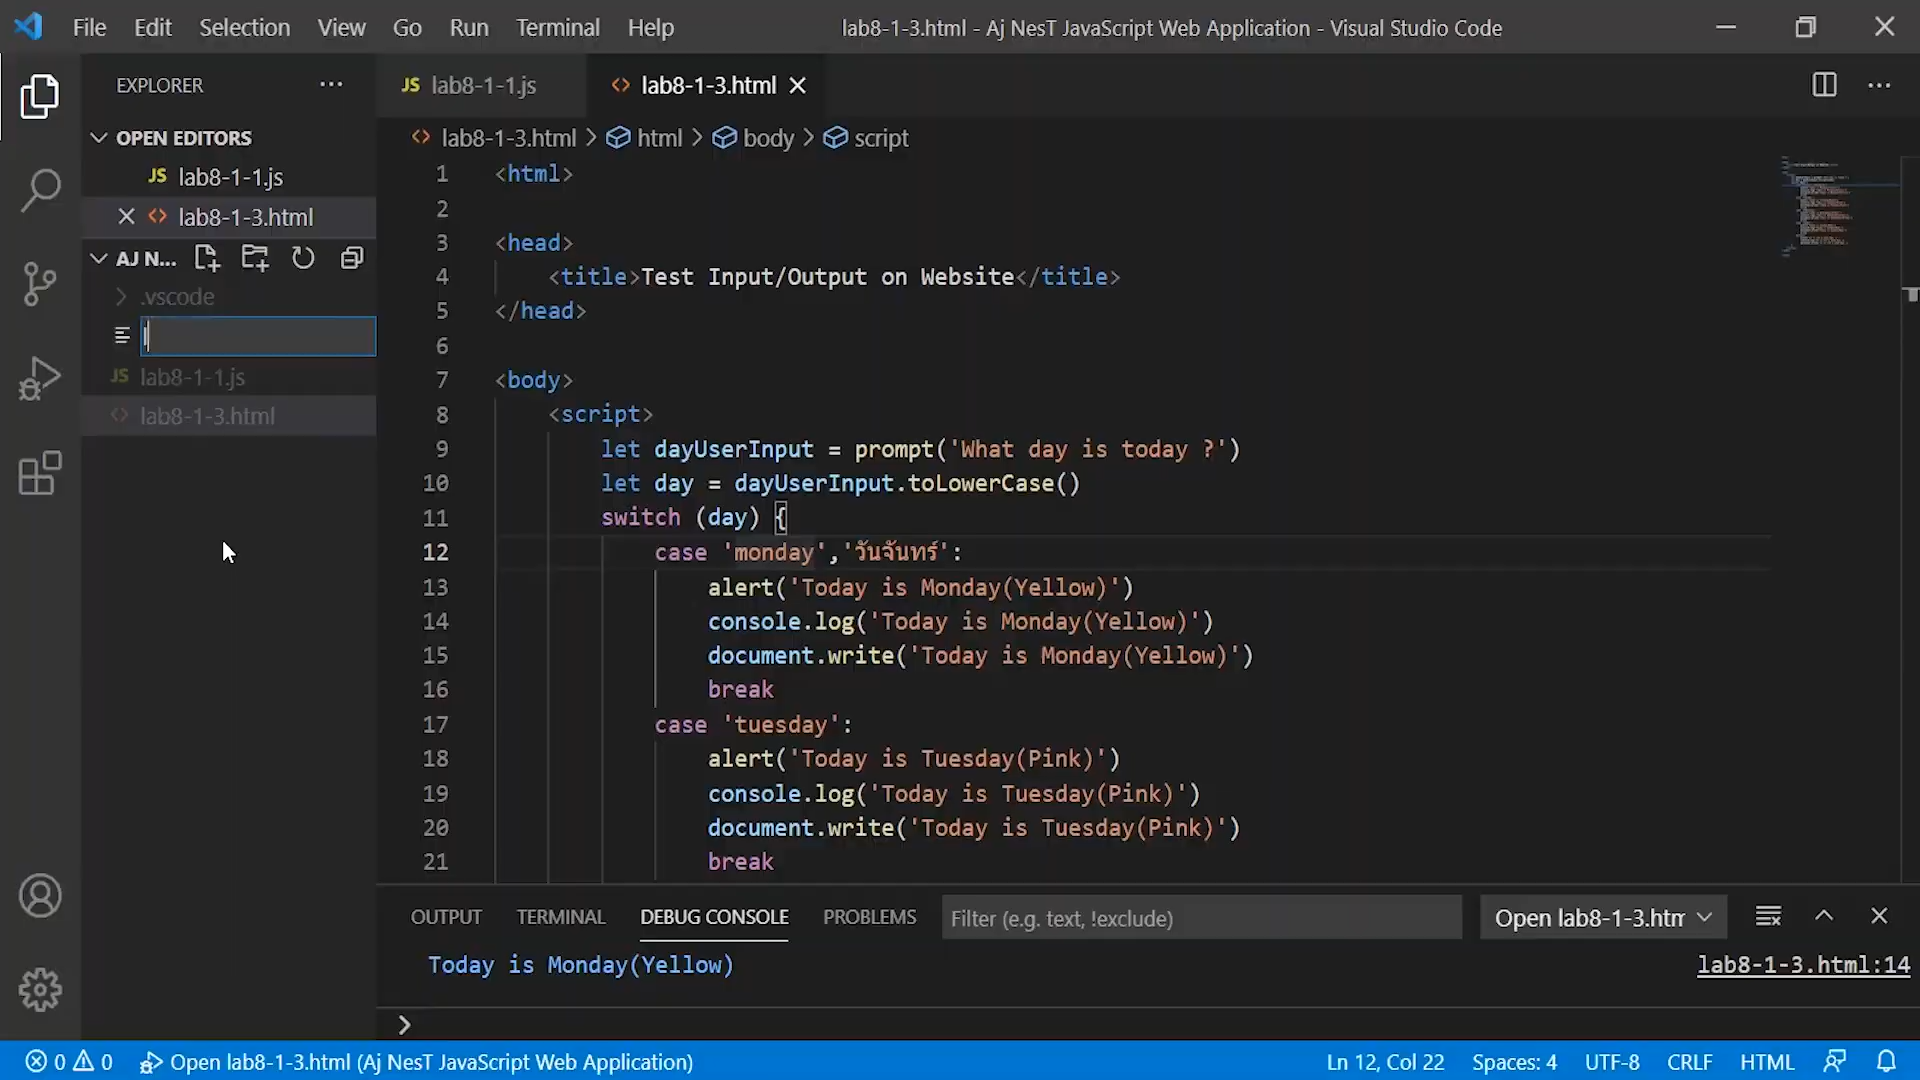 File Edit Selection View Go Run Terminal Help
lab8-1-3.html - Aj NesT JavaScript Web Application - Visual Studio Code
EXPLORER
OPEN EDITORS
JS lab8-1-1.js
lab8-1-3.html
AJ N...
.vscode
l
JS lab8-1-1.js
lab8-1-3.html
JS lab8-1-1.js
lab8-1-3.html
lab8-1-3.html > html > body > script
1 <html>
2
3 <head>
4 <title>Test Input/Output on Website</title>
5 </head>
6
7 <body>
8 <script>
9 let dayUserInput = prompt('What day is today ?')
10 let day = dayUserInput.toLowerCase()
11 switch (day) {
12 case 'monday','วันจันทร์':
13 alert('Today is Monday(Yellow)')
14 console.log('Today is Monday(Yellow)')
15 document.write('Today is Monday(Yellow)')
16 break
17 case 'tuesday':
18 alert('Today is Tuesday(Pink)')
19 console.log('Today is Tuesday(Pink)')
20 document.write('Today is Tuesday(Pink)')
21 break
OUTPUT TERMINAL DEBUG CONSOLE PROBLEMS
Filter (e.g. text, !exclude)
Open lab8-1-3.htm
Today is Monday(Yellow)
lab8-1-3.html:14
0 0 Open lab8-1-3.html (Aj NesT JavaScript Web Application)
Ln 12, Col 22 Spaces: 4 UTF-8 CRLF HTML